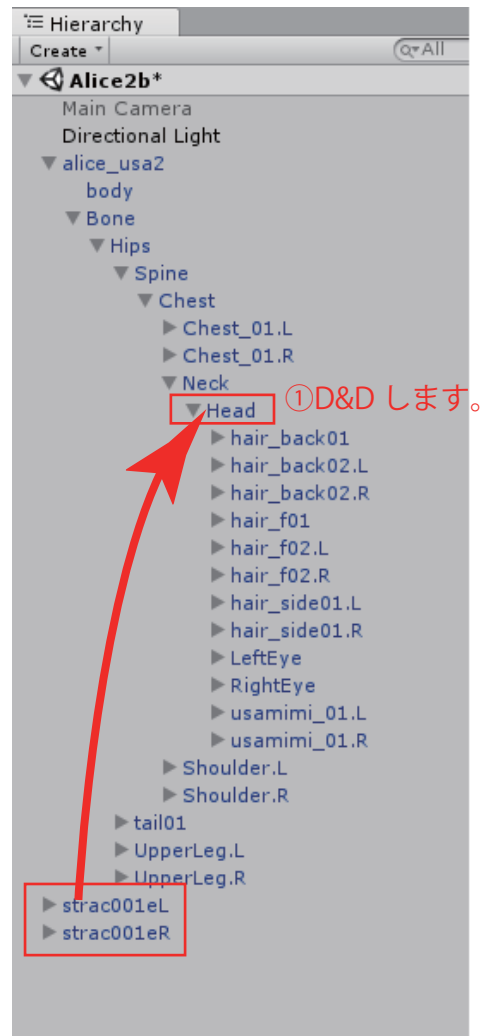 Hierarchy
Create
All
Alice2b*
Main Camera
Directional Light
alice_usa2
body
Bone
Hips
Spine
Chest
Chest_01.L
Chest_01.R
Neck
Head
①D&D します。
hair_back01
hair_back02.L
hair_back02.R
hair_f01
hair_f02.L
hair_f02.R
hair_side01.L
hair_side01.R
LeftEye
RightEye
usamimi_01.L
usamimi_01.R
Shoulder.L
Shoulder.R
tail01
UpperLeg.L
UpperLeg.R
strac001eL
strac001eR